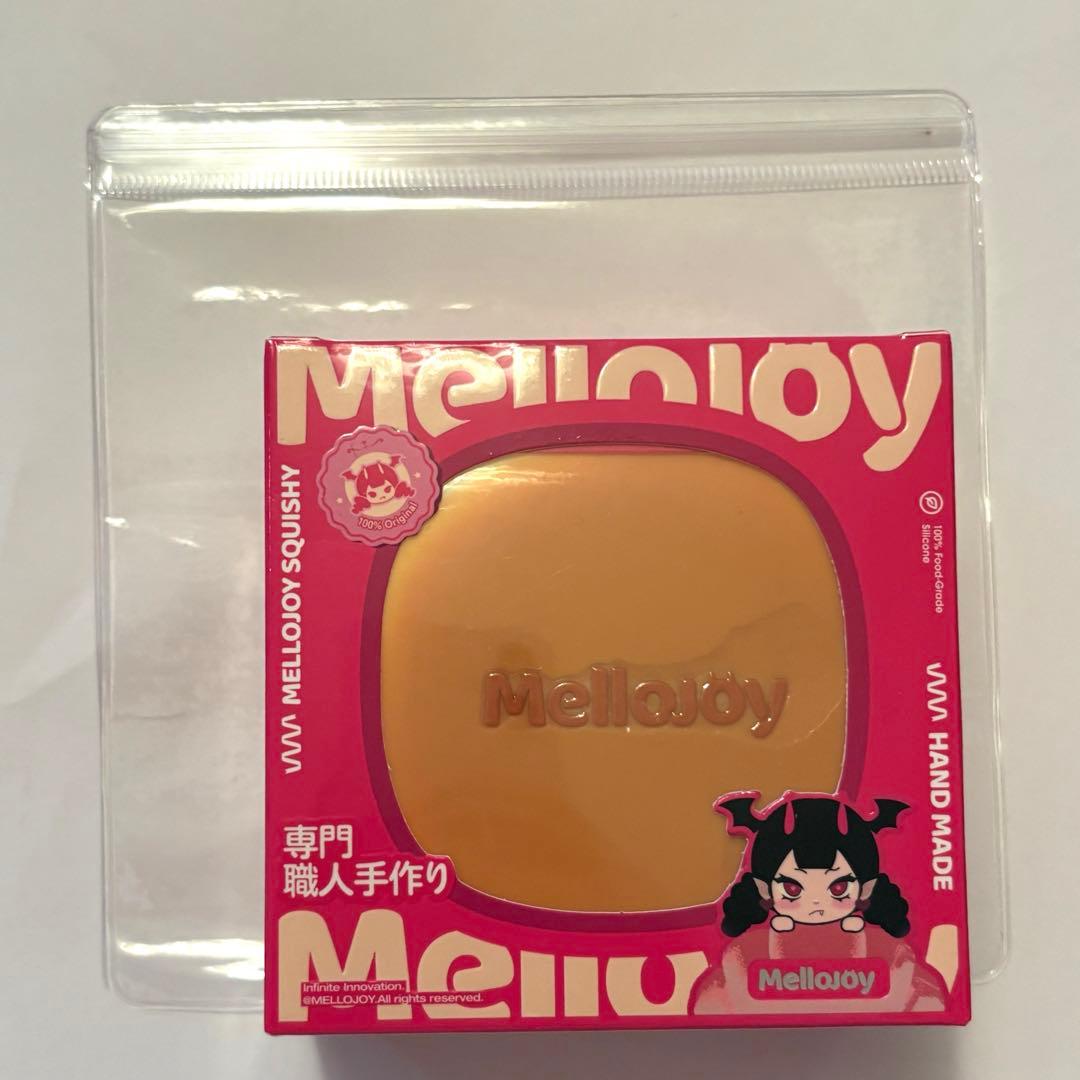 Mellojoy
100% Original
MELLOJOY SQUISHY
100% Food-Grade
Silicone
Mellojoy
HAND MADE
専門
職人手作り
Mellojoy
Infinite Innovation.
@MELLOJOY.All rights reserved.
Mellojoy